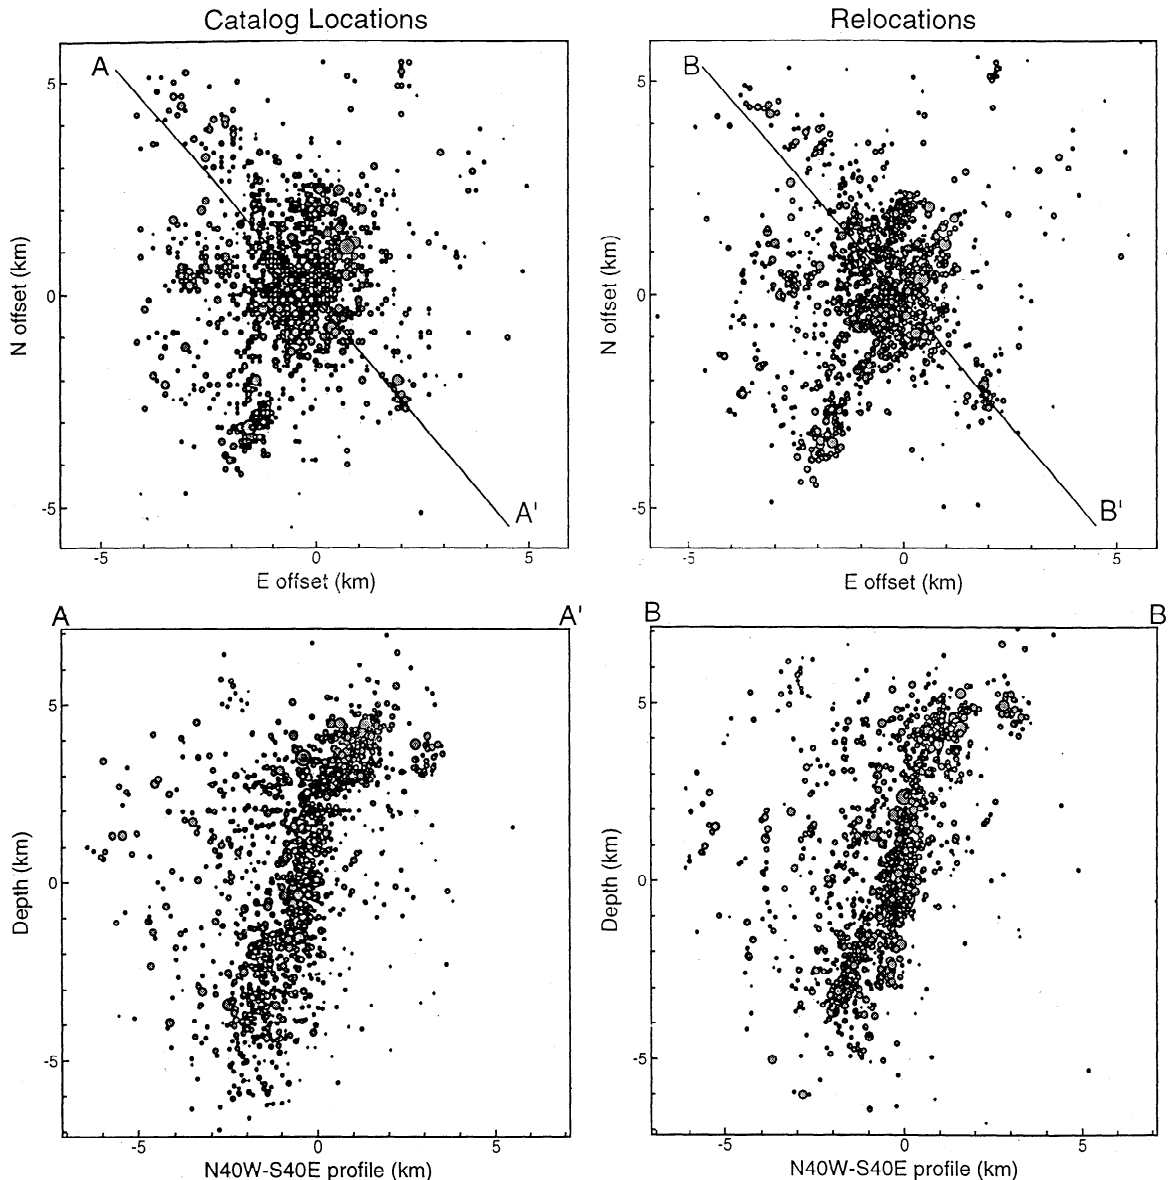 Catalog Locations
Relocations
A
B
5
5
N offset (km)
N offset (km)
0
0
-5
-5
A'
B'
-5 0 5
-5 0 5
E offset (km)
E offset (km)
A A'
B B
5
5
Depth (km)
Depth (km)
0
0
-5
-5
-5 0 5
-5 0 5
N40W-S40E profile (km)
N40W-S40E profile (km)